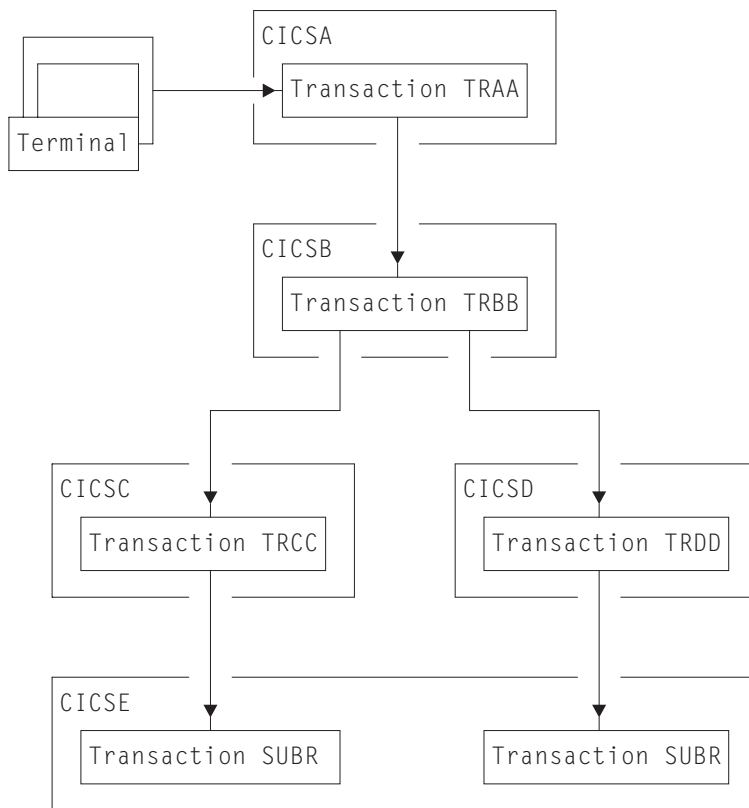 CICSA
Transaction TRAA
Terminal
CICSB
Transaction TRBB
CICSC
Transaction TRCC
CICSD
Transaction TRDD
CICSE
Transaction SUBR
Transaction SUBR